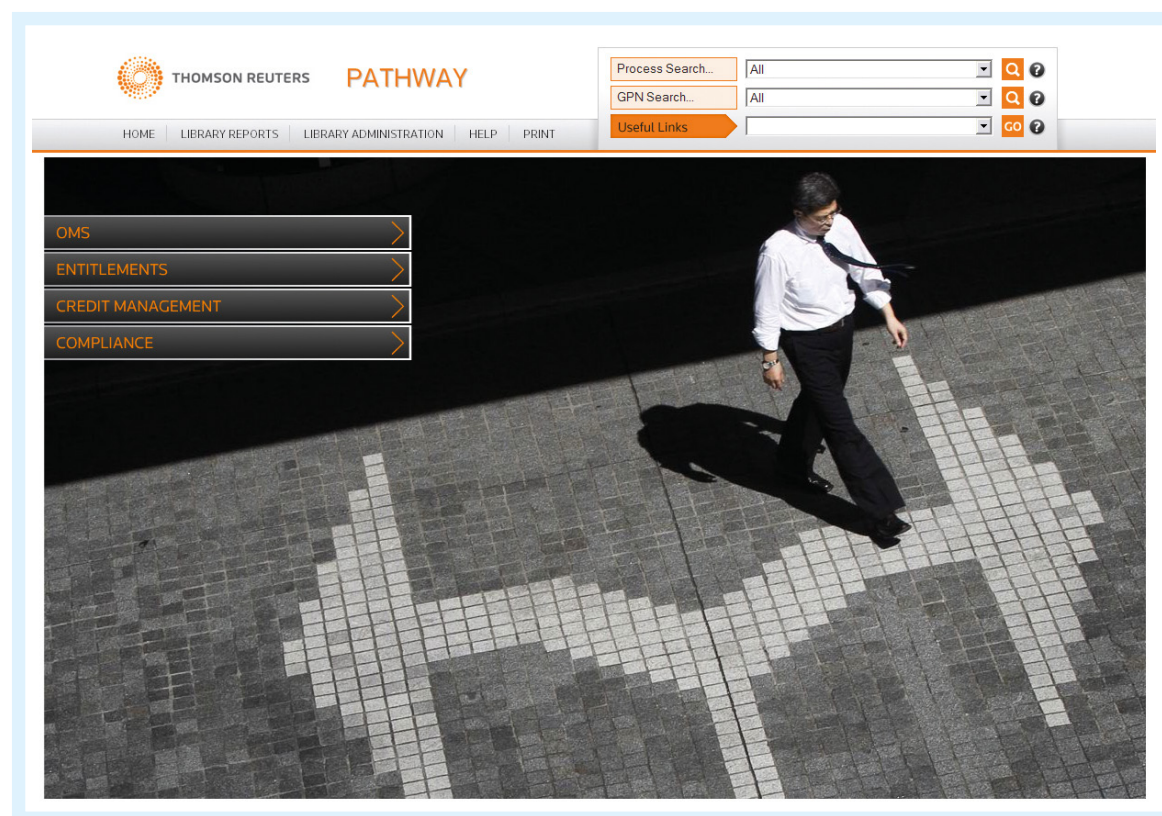 THOMSON REUTERS PATHWAY
Process Search... All
GPN Search... All
Useful Links GO
HOME LIBRARY REPORTS LIBRARY ADMINISTRATION HELP PRINT
OMS
ENTITLEMENTS
CREDIT MANAGEMENT
COMPLIANCE